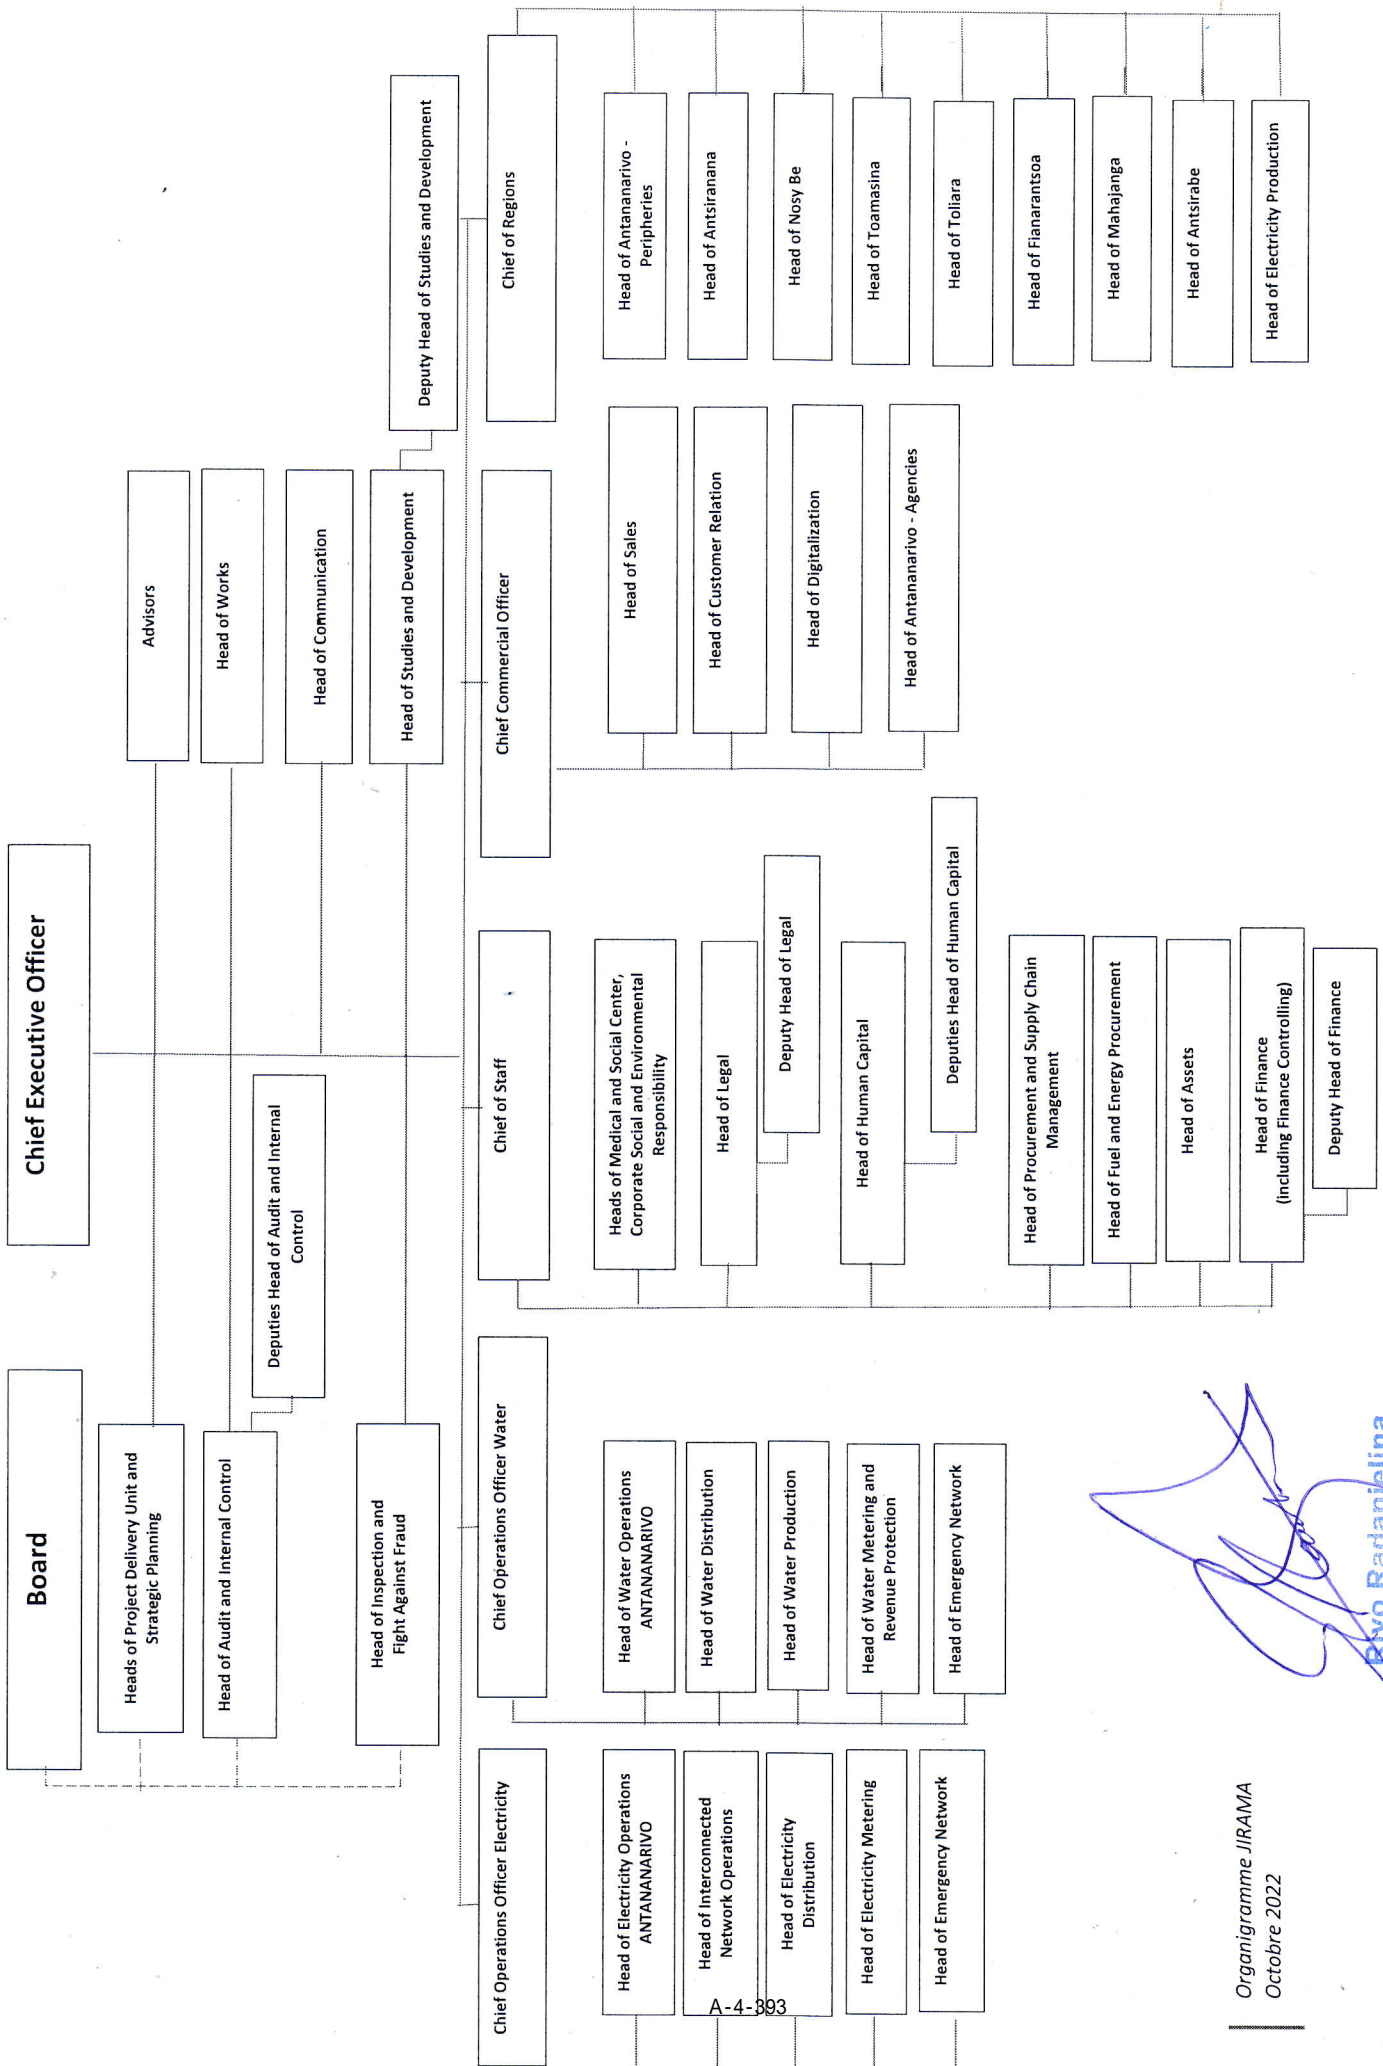 Board
Chief Executive Officer
Heads of Project Delivery Unit and
Strategic Planning
Advisors
Head of Audit and Internal Control
Head of Works
Deputies Head of Audit and Internal
Control
Head of Communication
Head of Inspection and
Fight Against Fraud
Head of Studies and Development
Deputy Head of Studies and Development
Chief Operations Officer Electricity
Chief Operations Officer Water
Chief of Staff
Chief Commercial Officer
Chief of Regions
Head of Electricity Operations
ANTANANARIVO
Head of Interconnected
Network Operations
Head of Electricity
Distribution
Head of Electricity Metering
Head of Emergency Network
Head of Water Operations
ANTANANARIVO
Head of Water Distribution
Head of Water Production
Head of Water Metering and
Revenue Protection
Head of Emergency Network
Heads of Medical and Social Center,
Corporate Social and Environmental
Responsibility
Head of Legal
Deputy Head of Legal
Head of Human Capital
Deputies Head of Human Capital
Head of Procurement and Supply Chain
Management
Head of Fuel and Energy Procurement
Head of Assets
Head of Finance
(including Finance Controlling)
Deputy Head of Finance
Head of Sales
Head of Customer Relation
Head of Digitalization
Head of Antananarivo - Agencies
Head of Antananarivo -
Peripheries
Head of Antsiranana
Head of Nosy Be
Head of Toamasina
Head of Toliara
Head of Fianarantsoa
Head of Mahajanga
Head of Antsirabe
Head of Electricity Production
Organigramme JIRAMA
Octobre 2022
Rivo Radanielina
A-4-393